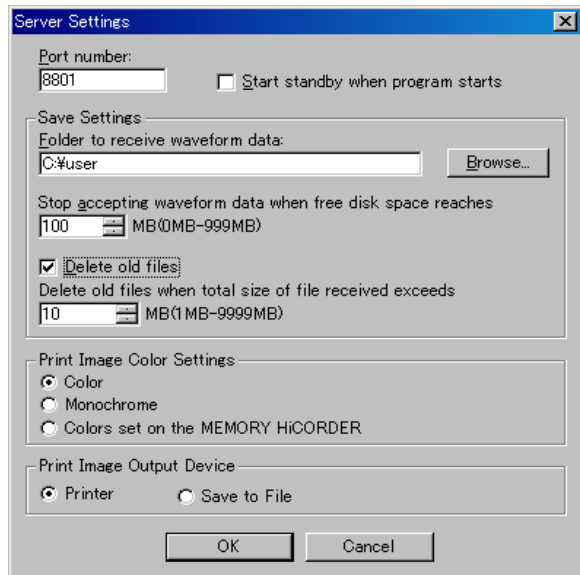 Server Settings
Port number:
8801
Start standby when program starts
Save Settings
Folder to receive waveform data:
C:¥user
Browse...
Stop accepting waveform data when free disk space reaches
100 MB(0MB-999MB)
Delete old files
Delete old files when total size of file received exceeds
10 MB(1MB-9999MB)
Print Image Color Settings
Color
Monochrome
Colors set on the MEMORY HiCORDER
Print Image Output Device
Printer Save to File
OK Cancel